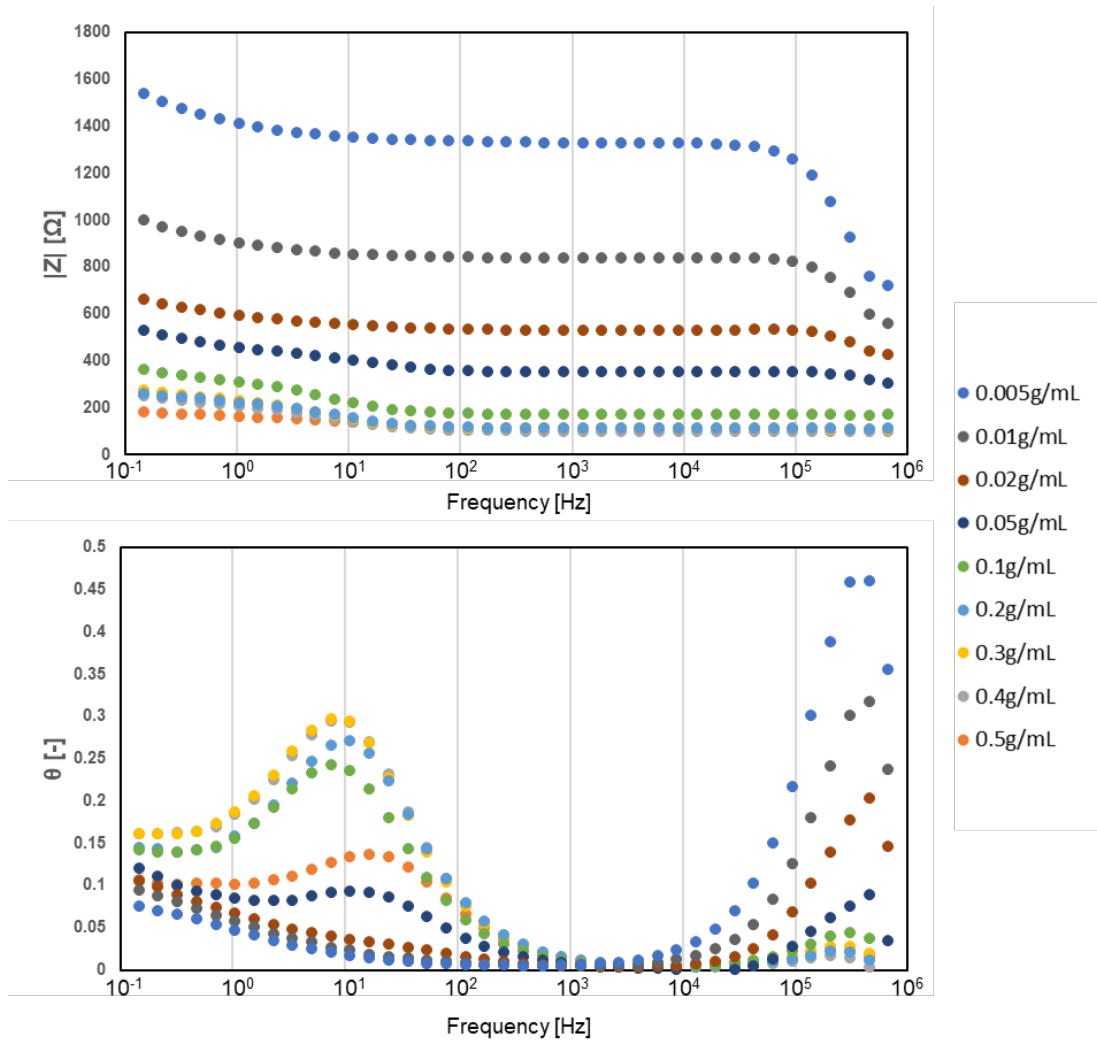 1800
1600
1400
1200
1000
800
600
400
200
0
|Z| [Ω]
10-1 10⁰ 10¹ 10² 10³ 10⁴ 10⁵ 10⁶
Frequency [Hz]
0.5
0.45
0.4
0.35
0.3
0.25
0.2
0.15
0.1
0.05
0
θ [-]
10-1 10⁰ 10¹ 10² 10³ 10⁴ 10⁵ 10⁶
Frequency [Hz]
0.005g/mL
0.01g/mL
0.02g/mL
0.05g/mL
0.1g/mL
0.2g/mL
0.3g/mL
0.4g/mL
0.5g/mL